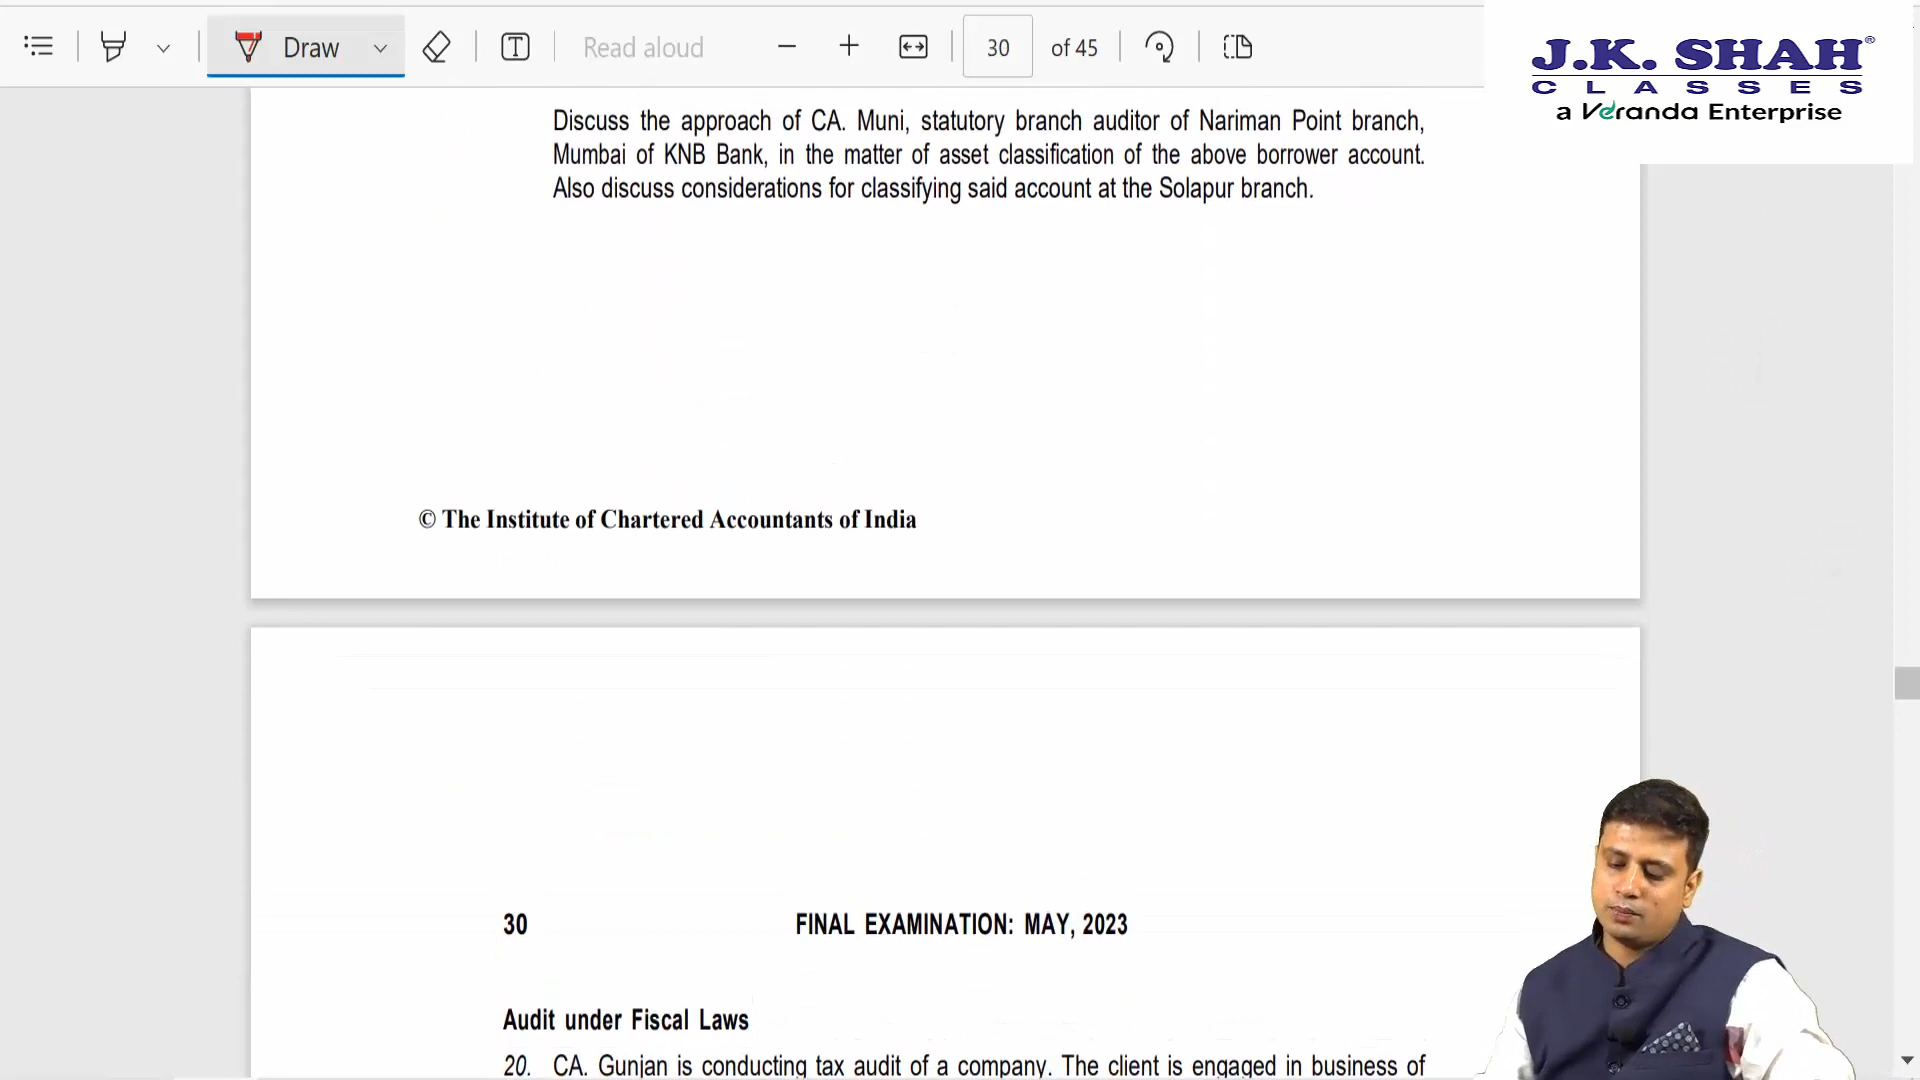 Draw
Read aloud
30
of 45
J.K. SHAH®
CLASSES
a Veranda Enterprise
Discuss the approach of CA. Muni, statutory branch auditor of Nariman Point branch,
Mumbai of KNB Bank, in the matter of asset classification of the above borrower account.
Also discuss considerations for classifying said account at the Solapur branch.
© The Institute of Chartered Accountants of India
30
FINAL EXAMINATION: MAY, 2023
Audit under Fiscal Laws
20. CA. Gunjan is conducting tax audit of a company. The client is engaged in business of